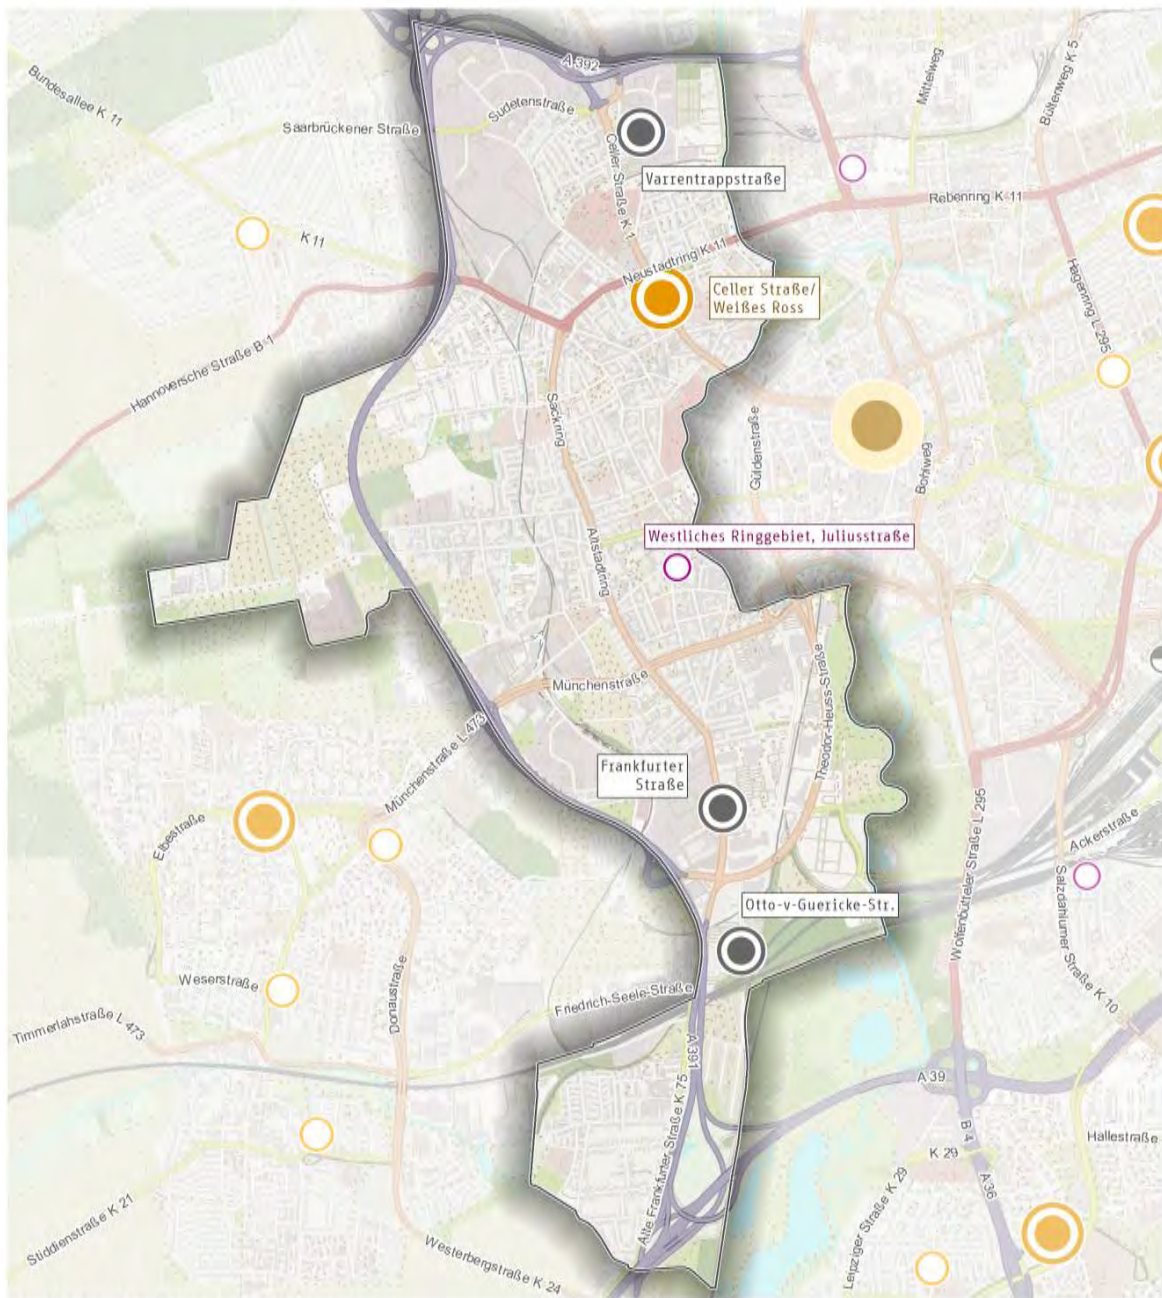 A 392
Mittelweg
Bültenweg K 5
Bundesallee K 11
Sudetenstraße
Saarbrückener Straße
Celler Straße K 1
Varrentrappstraße
Rebenring K 11
K 11
Neustadtring K 11
Hagenring L 295
Celler Straße/
Weißes Ross
Hannoversche Straße B 1
Sackring
Güldenstraße
Bohlweg
Westliches Ringgebiet, Juliusstraße
Altstadtring
Münchenstraße
Theodor-Heuss-Straße
Münchenstraße L 473
Frankfurter
Straße
Elbestraße
Wolfenbütteler Straße L 295
Ackerstraße
Salzdahlumer Straße K 10
Otto-v-Guericke-Str.
Weserstraße
Donaustraße
Friedrich-Seele-Straße
Timmerlahstraße L 473
A 391
A 39
Alte Frankfurter Straße K 75
B 4
Hallestraße
K 29
A 36
Leipziger Straße K 29
Stiddienstraße K 21
Westerbergstraße K 24